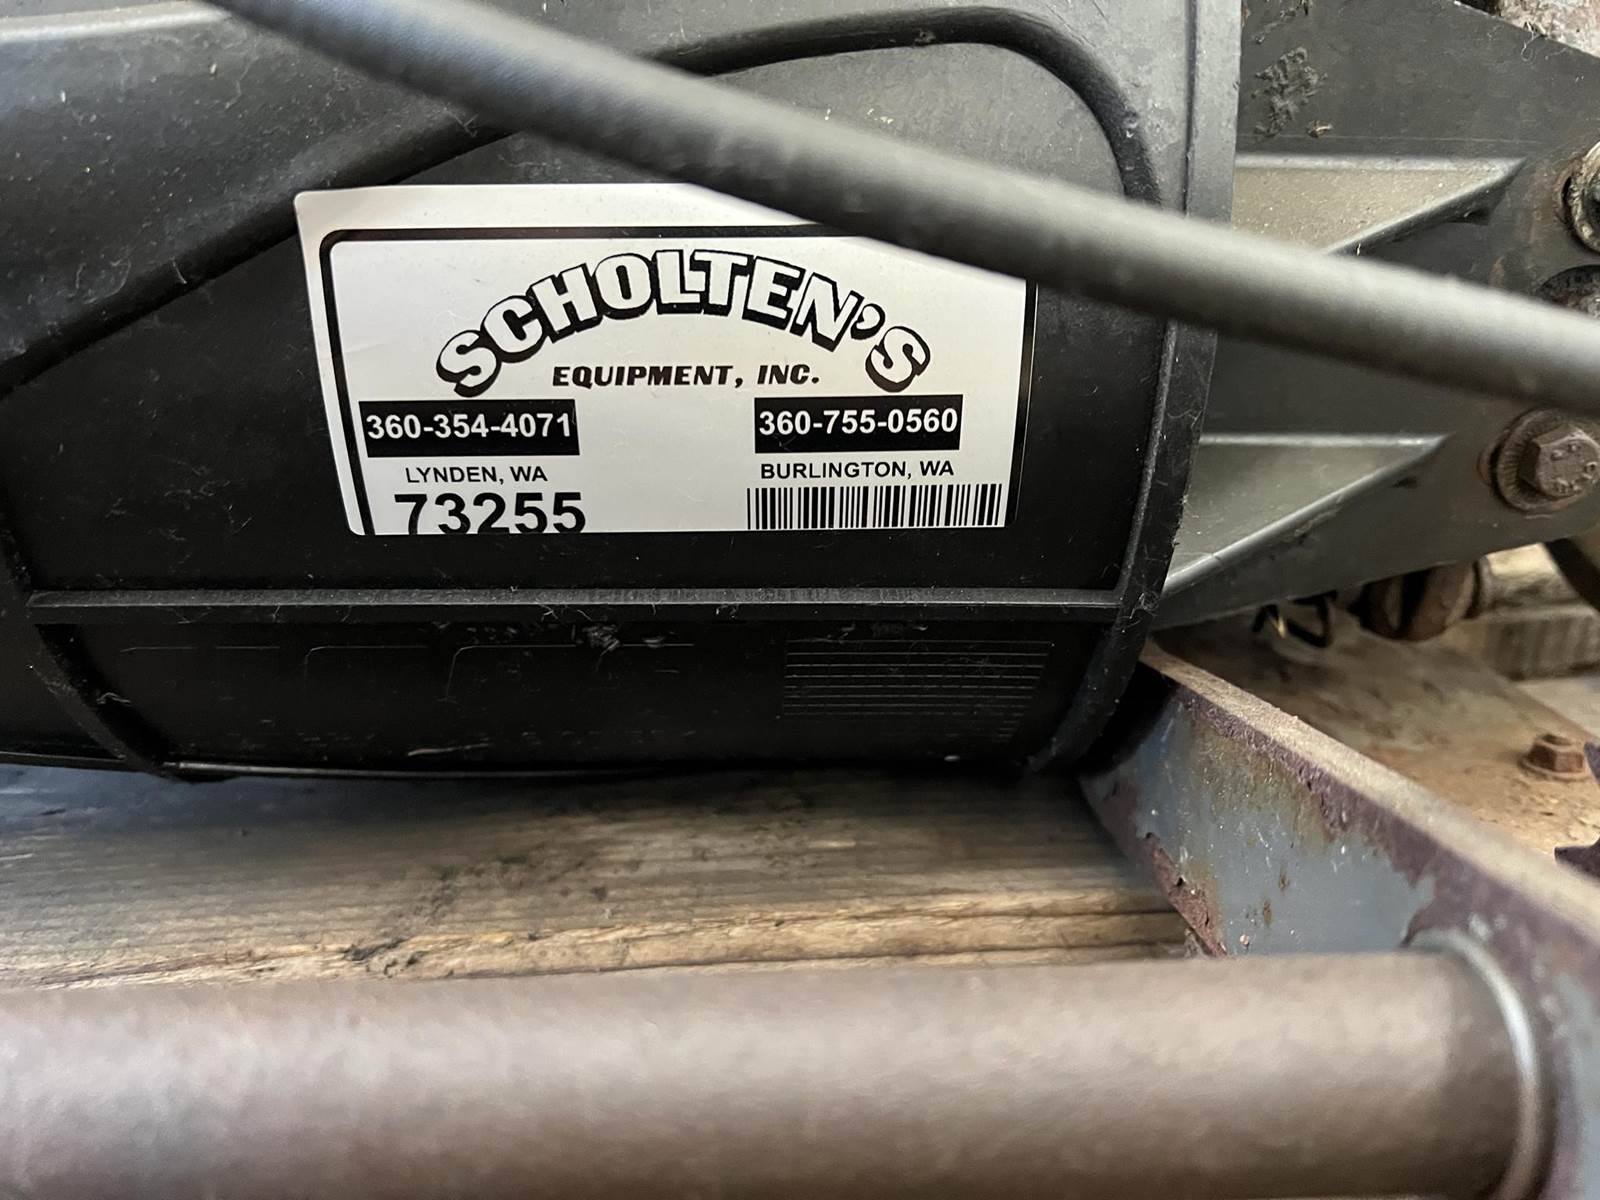 SCHOLTEN'S
EQUIPMENT, INC.
360-354-4071
LYNDEN, WA
73255
360-755-0560
BURLINGTON, WA